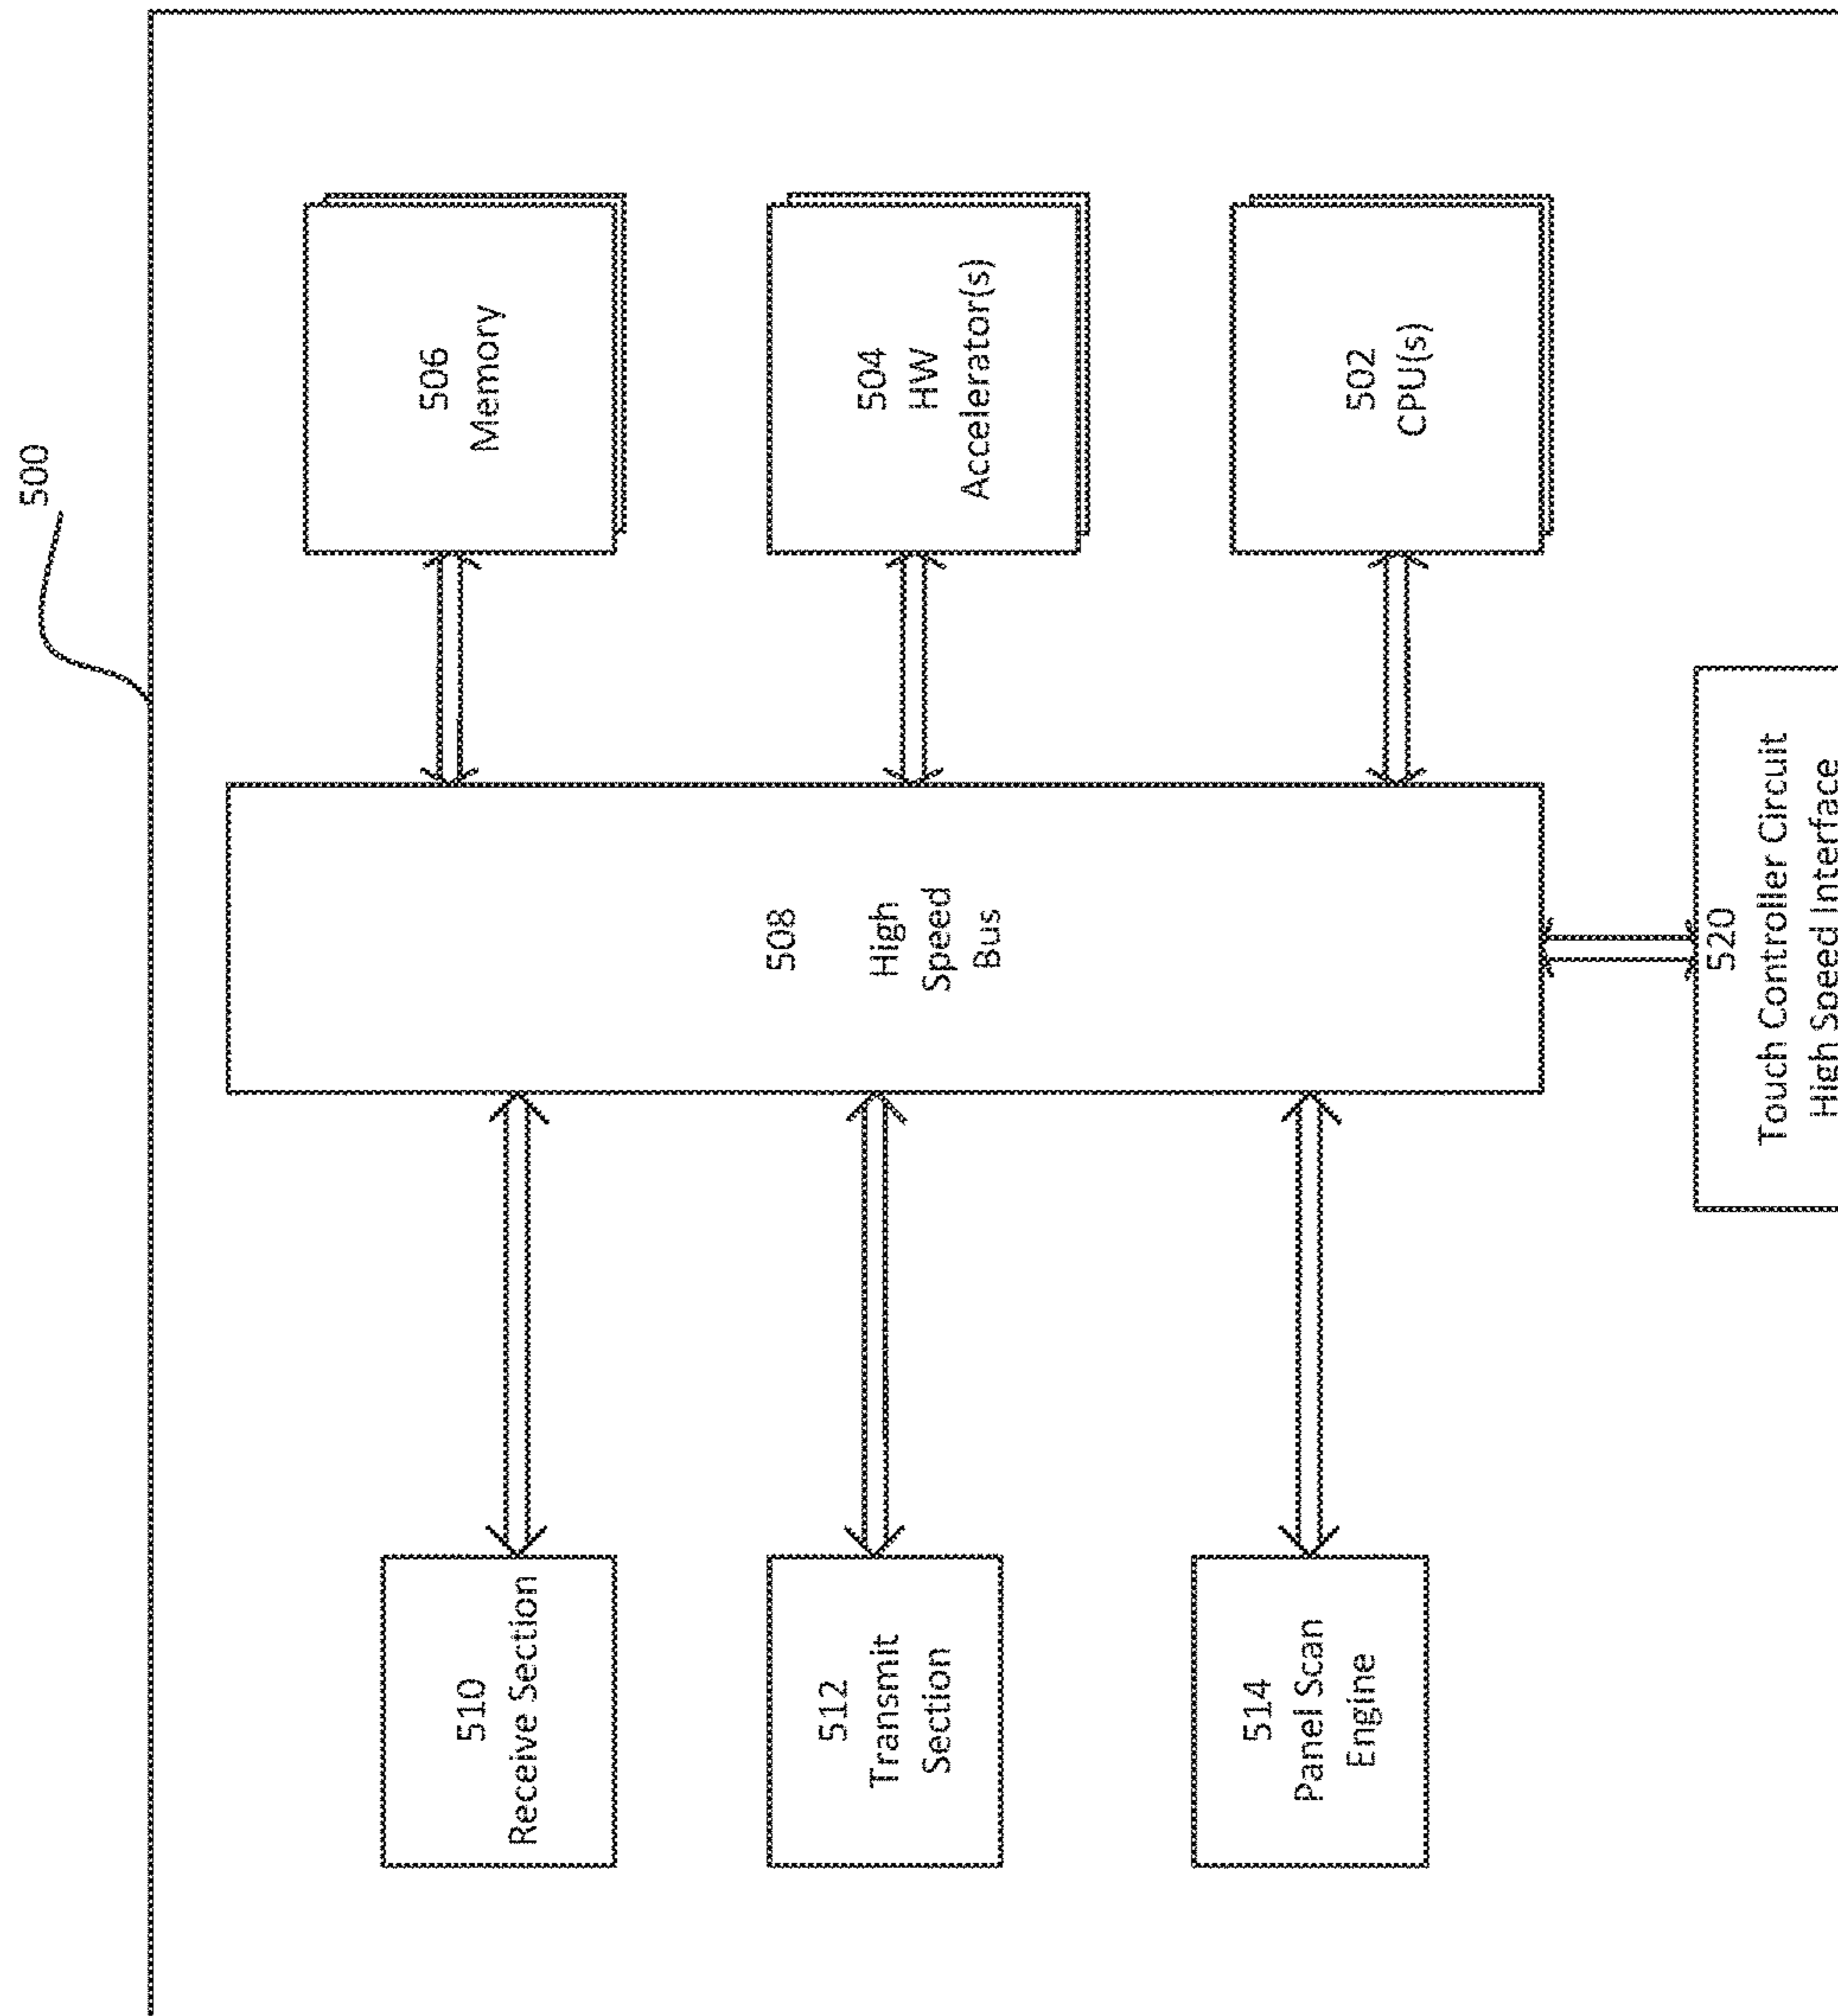 500
510
Receive Section
512
Transmit
Section
514
Panel Scan
Engine
508
High
Speed
Bus
506
Memory
504
HW
Accelerator(s)
502
CPU(s)
520
Touch Controller Circuit
High Speed Interface